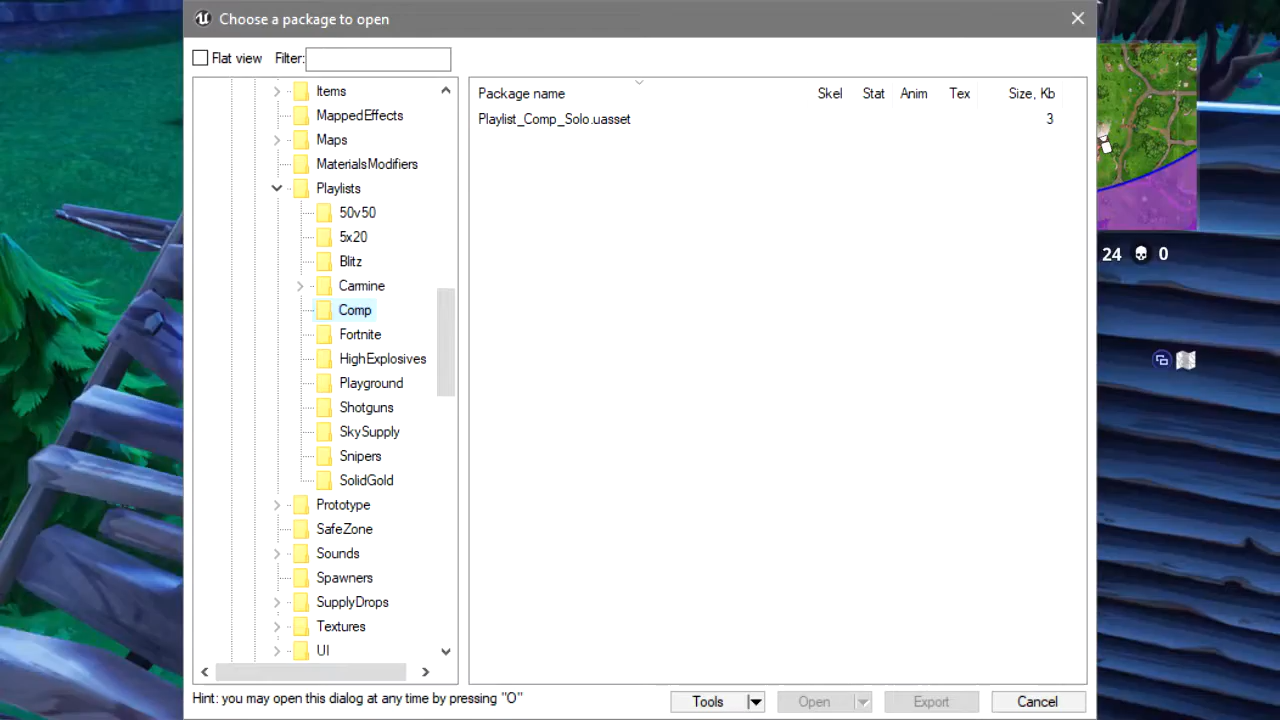 Choose a package to open
Flat view Filter:
Items
MappedEffects
Maps
MaterialsModifiers
Playlists
50v50
5x20
Blitz
Carmine
Comp
Fortnite
HighExplosives
Playground
Shotguns
SkySupply
Snipers
SolidGold
Prototype
SafeZone
Sounds
Spawners
SupplyDrops
Textures
UI
Package name Skel Stat Anim Tex Size, Kb
Playlist_Comp_Solo.uasset 3
Hint: you may open this dialog at any time by pressing "O"
Tools Open Export Cancel
24 0